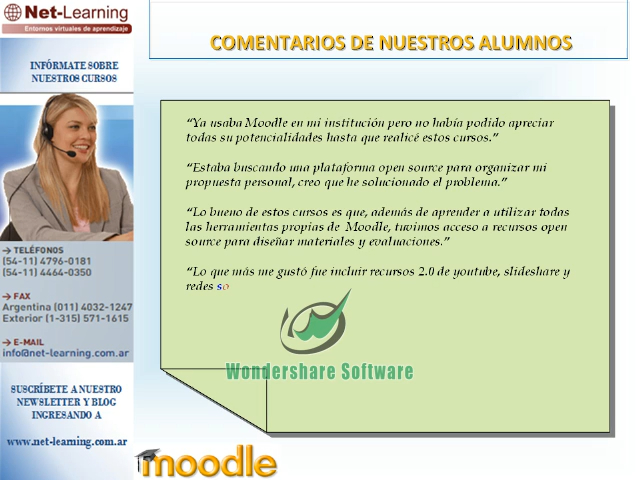 Net-Learning
Entornos virtuales de aprendizaje
INFÓRMATE SOBRE
NUESTROS CURSOS
TELÉFONOS
(54-11) 4796-0181
(54-11) 4464-0350
FAX
Argentina (011) 4032-1247
Exterior (1-315) 571-1615
E-MAIL
info@net-learning.com.ar
SUSCRÍBETE A NUESTRO
NEWSLETTER Y BLOG
INGRESANDO A
www.net-learning.com.ar
COMENTARIOS DE NUESTROS ALUMNOS
“Ya usaba Moodle en mi institución pero no había podido apreciar
todas su potencialidades hasta que realicé estos cursos.”
“Estaba buscando una plataforma open source para organizar mi
propuesta personal, creo que he solucionado el problema.”
“Lo bueno de estos cursos es que, además de aprender a utilizar todas
las herramientas propias de Moodle, tuvimos acceso a recursos open
source para diseñar materiales y evaluaciones.”
“Lo que más me gustó fue incluir recursos 2.0 de youtube, slideshare y
redes so
Wondershare Software
moodle